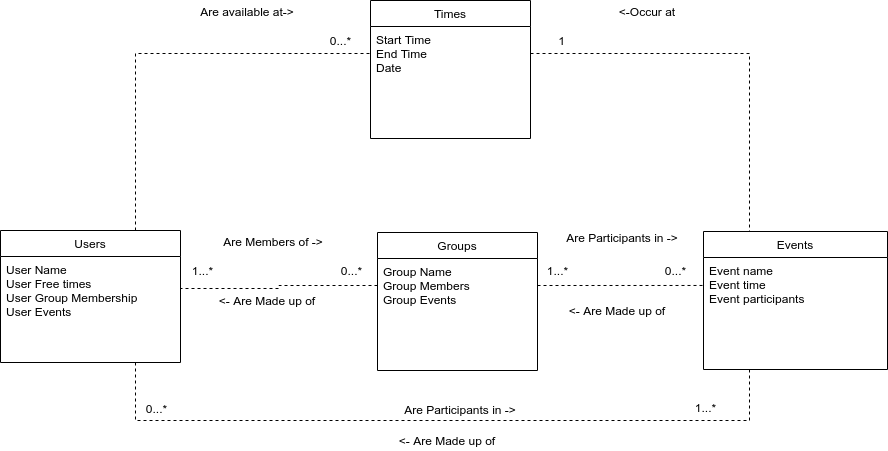 Are available at->
Times
<-Occur at
0...*
1
Start Time
End Time
Date
Users
Are Members of ->
Groups
Are Participants in ->
Events
User Name
User Free times
User Group Membership
User Events
1...*
0...*
Group Name
Group Members
Group Events
1...*
0...*
Event name
Event time
Event participants
<- Are Made up of
<- Are Made up of
0...*
Are Participants in ->
1...*
<- Are Made up of